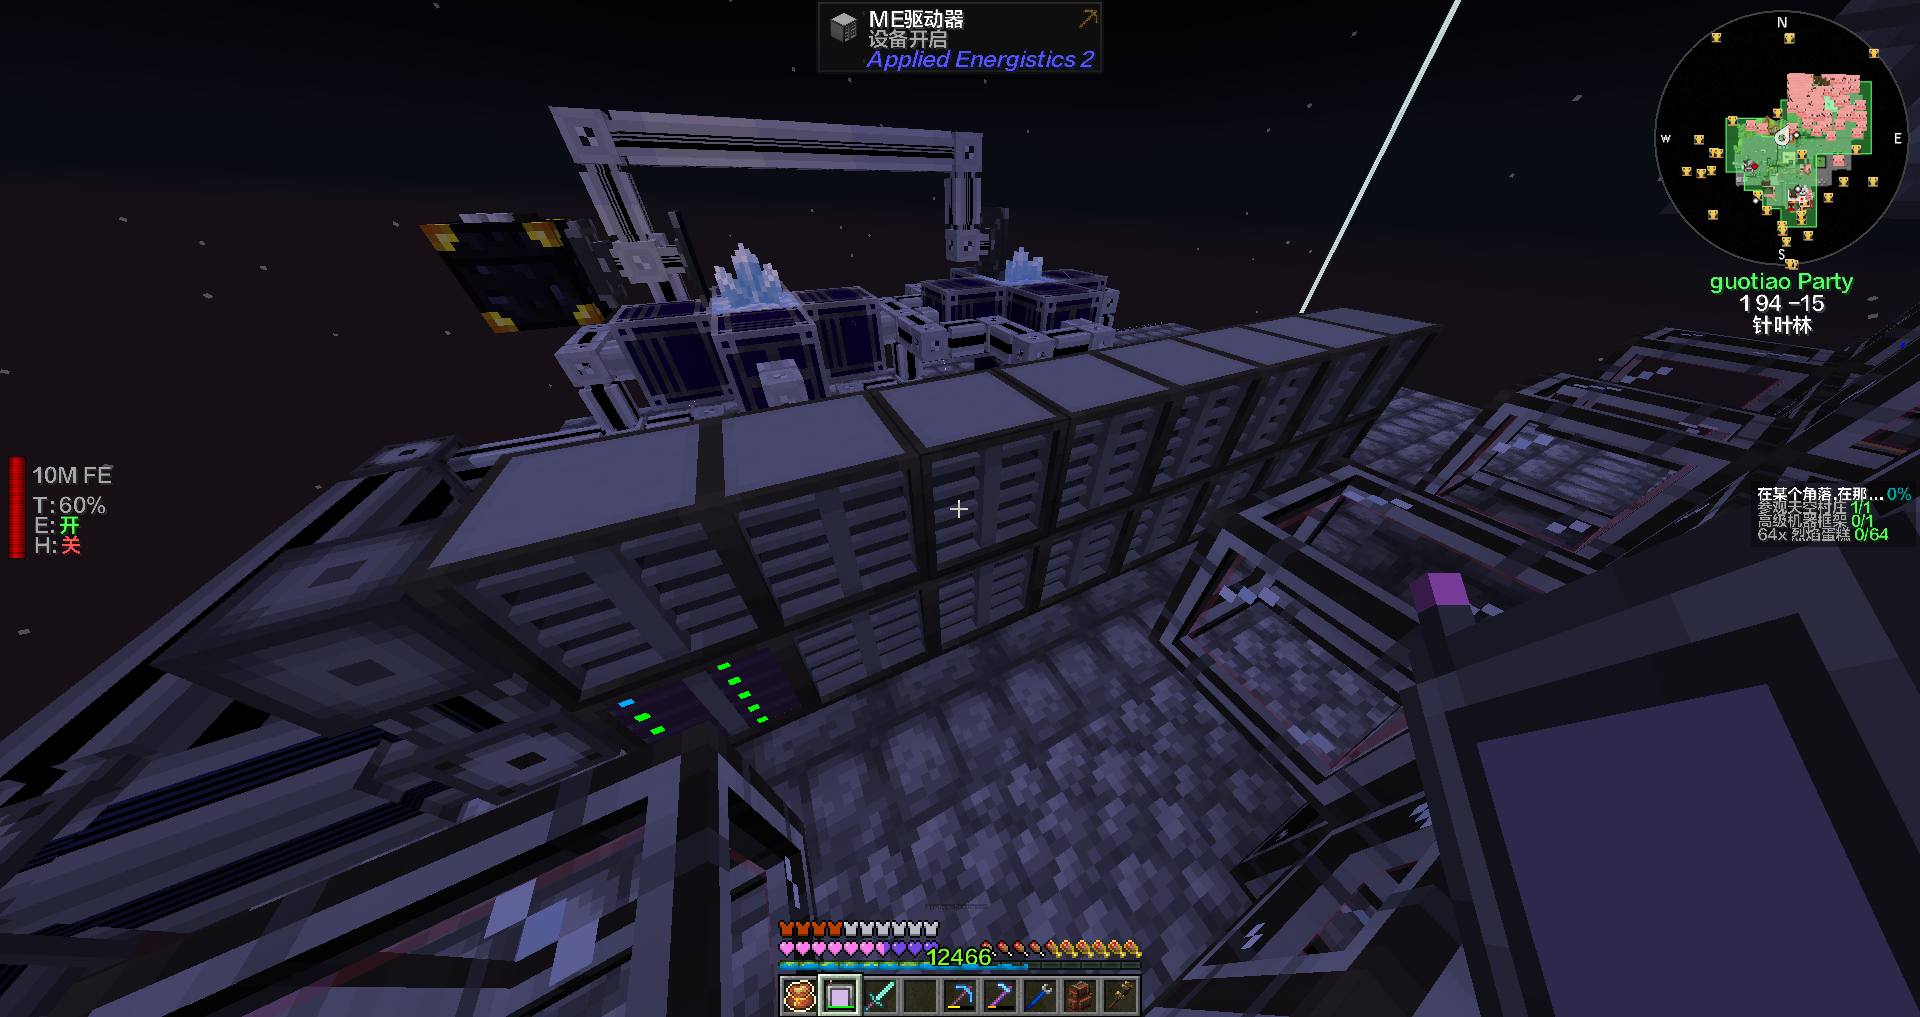 ME驱动器
设备开启
Applied Energistics 2
N
W
E
S
guotiao Party
194 -15
针叶林
10M FE
T:60%
E:开
H:关
在某个角落,在那... 0%
参观天空村庄 1/1
高级机器框架 0/1
64x 烈焰蛋糕 0/64
12466